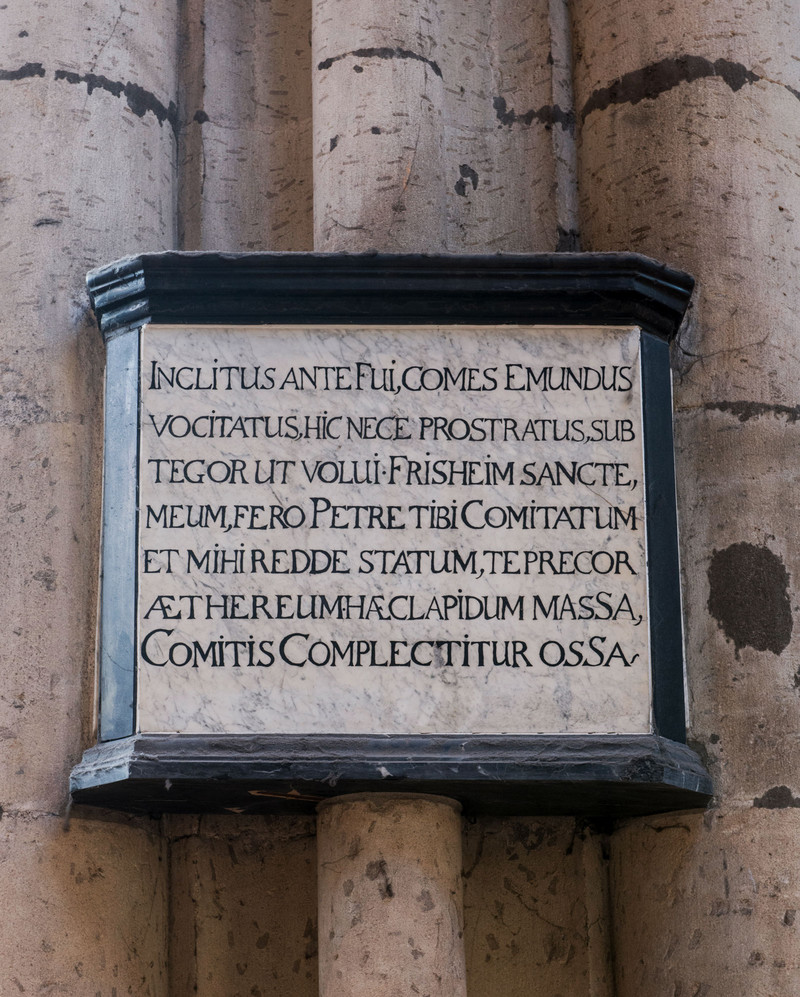 INCLITUS ANTE FUI, COMES EMUNDUS
VOCITATUS, HIC NECE PROSTRATUS, SUB
TEGOR UT VOLUI· FRISHEIM SANCTE,
MEUM, FERO PETRE TIBI COMITATUM
ET MIHI REDDE STATUM, TE PRECOR
ÆTHEREUM· HÆC LAPIDUM MASSA,
COMITIS COMPLECTITUR OSSA